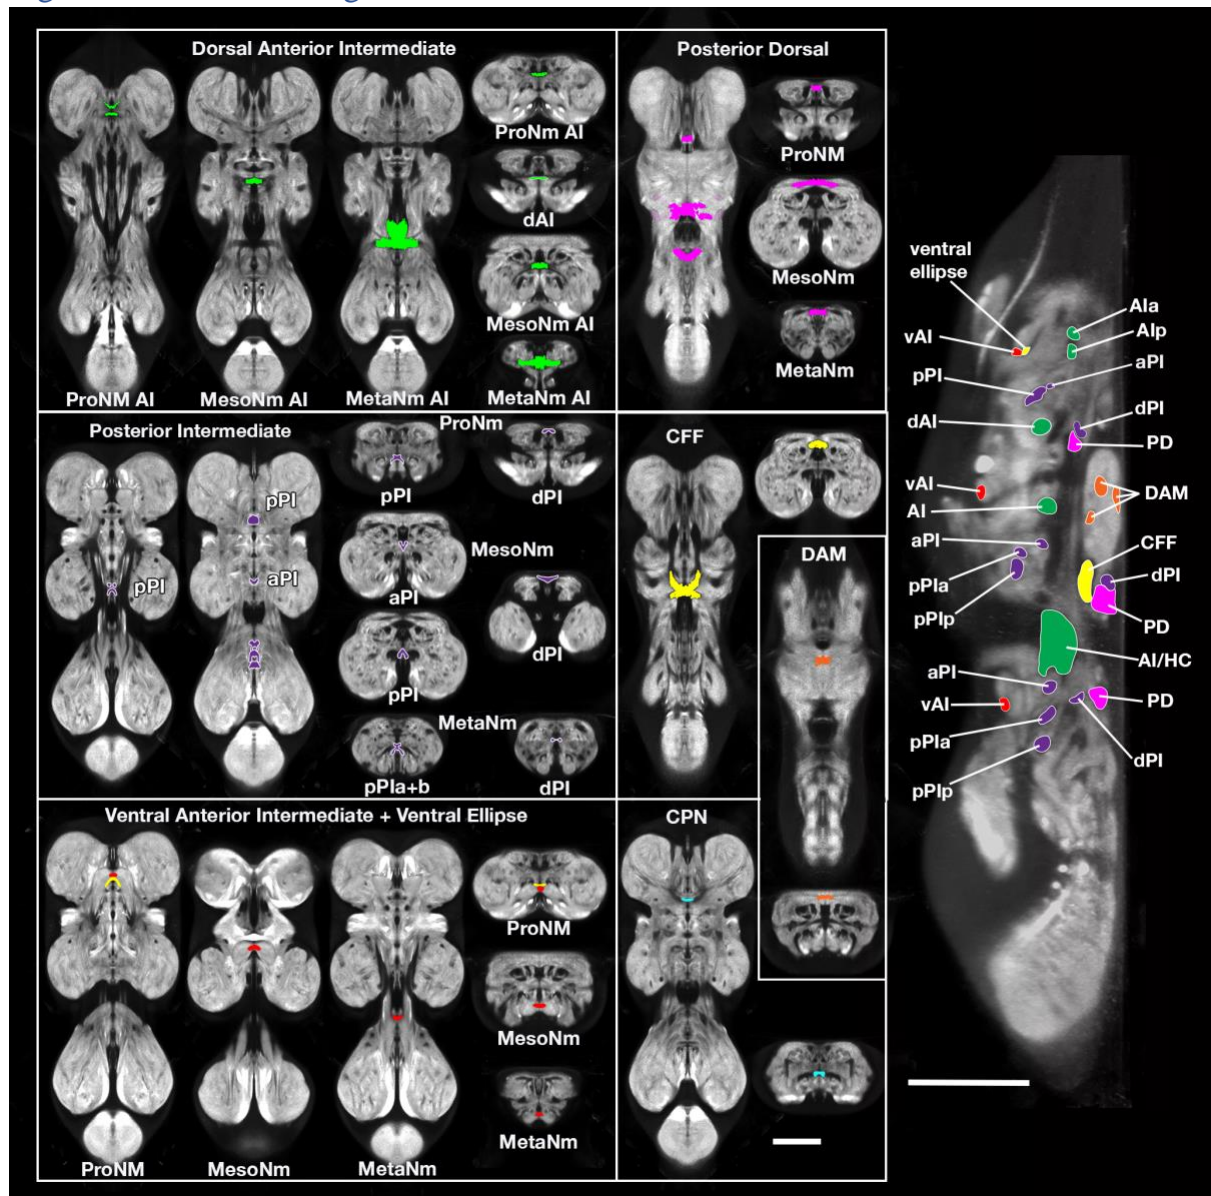 Dorsal Anterior Intermediate
ProNm AI
dAI
MesoNm AI
ProNM AI
MesoNm AI
MetaNm AI
MetaNm AI
Posterior Dorsal
ProNM
MesoNm
MetaNm
Posterior Intermediate
pPI
pPI
aPI
ProNm
pPI
dPI
MesoNm
aPI
dPI
pPI
MetaNm
pPIa+b
dPI
CFF
DAM
Ventral Anterior Intermediate + Ventral Ellipse
ProNM
MesoNm
MetaNm
ProNM
MesoNm
MetaNm
CPN
ventral
ellipse
vAI
pPI
dAI
vAI
AI
aPI
pPIa
pPIp
aPI
vAI
pPIa
pPIp
AIa
AIp
aPI
dPI
PD
DAM
CFF
dPI
PD
AI/HC
PD
dPI